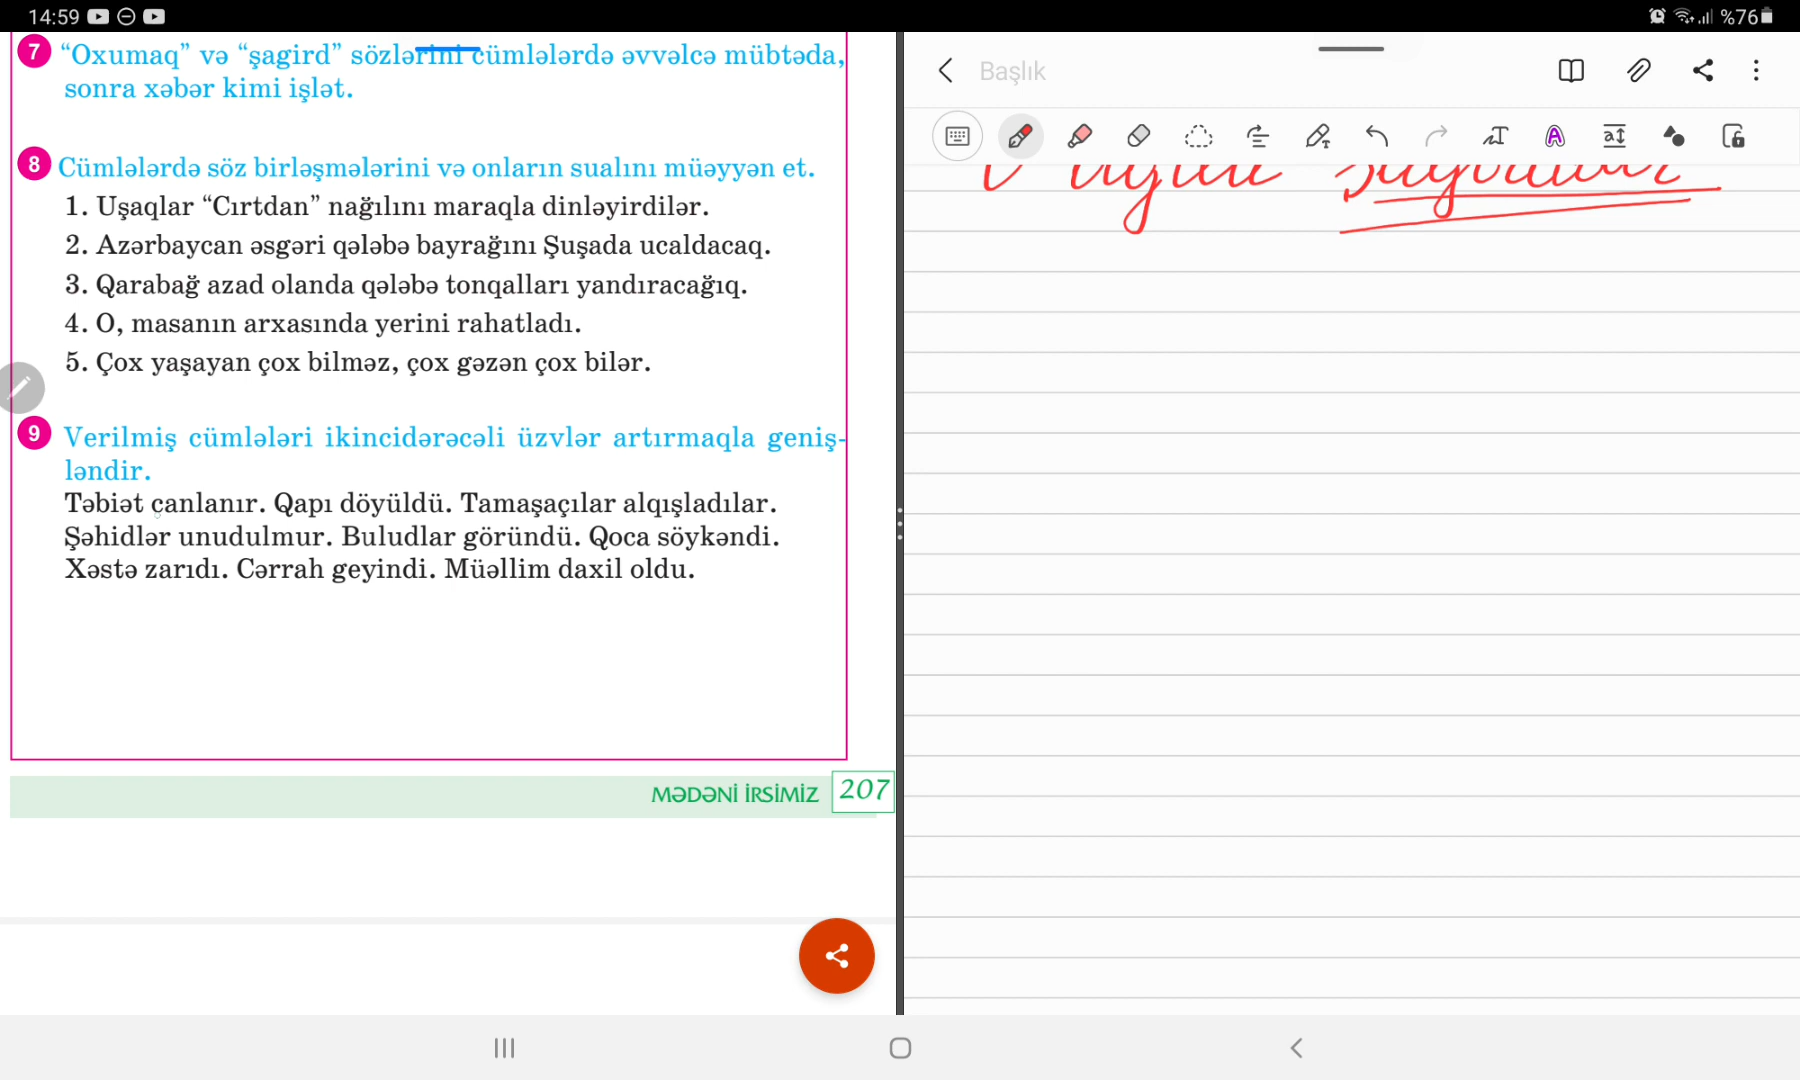 14:59
%76
7 “Oxumaq” və “şagird” sözlərini cümlələrdə əvvəlcə mübtəda,
sonra xəbər kimi işlət.
8 Cümlələrdə söz birləşmələrini və onların sualını müəyyən et.
1. Uşaqlar “Cırtdan” nağılını maraqla dinləyirdilər.
2. Azərbaycan əsgəri qələbə bayrağını Şuşada ucaldacaq.
3. Qarabağ azad olanda qələbə tonqalları yandıracağıq.
4. O, masanın arxasında yerini rahatladı.
5. Çox yaşayan çox bilməz, çox gəzən çox bilər.
9 Verilmiş cümlələri ikincidərəcəli üzvlər artırmaqla geniş-
ləndir.
Təbiət canlanır. Qapı döyüldü. Tamaşaçılar alqışladılar.
Şəhidlər unudulmur. Buludlar göründü. Qoca söykəndi.
Xəstə zarıdı. Cərrah geyindi. Müəllim daxil oldu.
MƏDƏNİ İRSİMİZ 207
Başlık